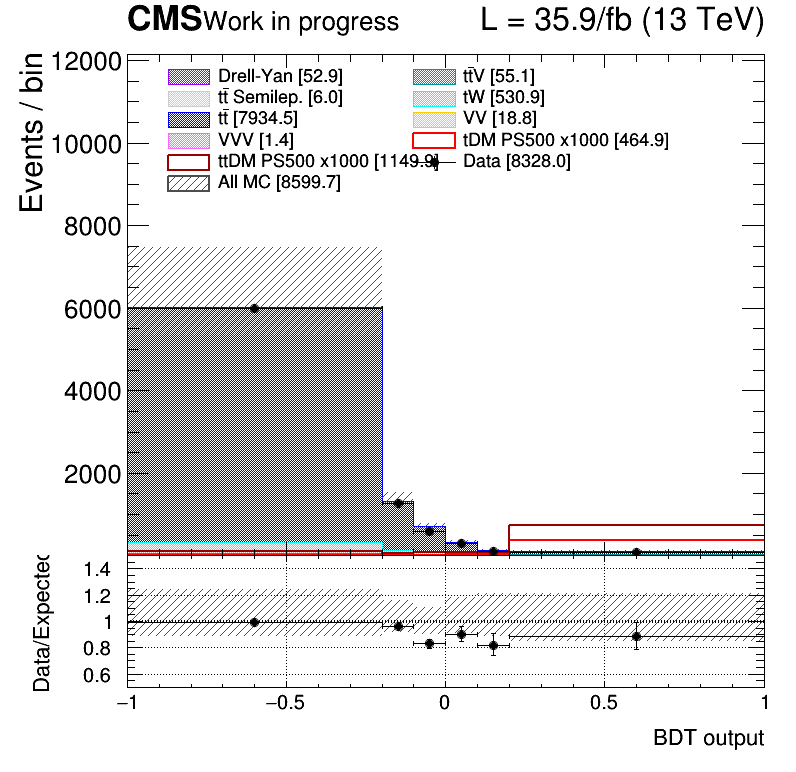 CMS Work in progress L = 35.9/fb (13 TeV)
Events / bin
12000
10000
8000
6000
4000
2000
Drell-Yan [52.9] tt̄V [55.1]
tt̄ Semilep. [6.0] tW [530.9]
tt̄ [7934.5] VV [18.8]
VVV [1.4] tDM PS500 x1000 [464.9]
ttDM PS500 x1000 [1149.9] Data [8328.0]
All MC [8599.7]
Data/Expected
1.4
1.2
1
0.8
0.6
−1 −0.5 0 0.5 1
BDT output